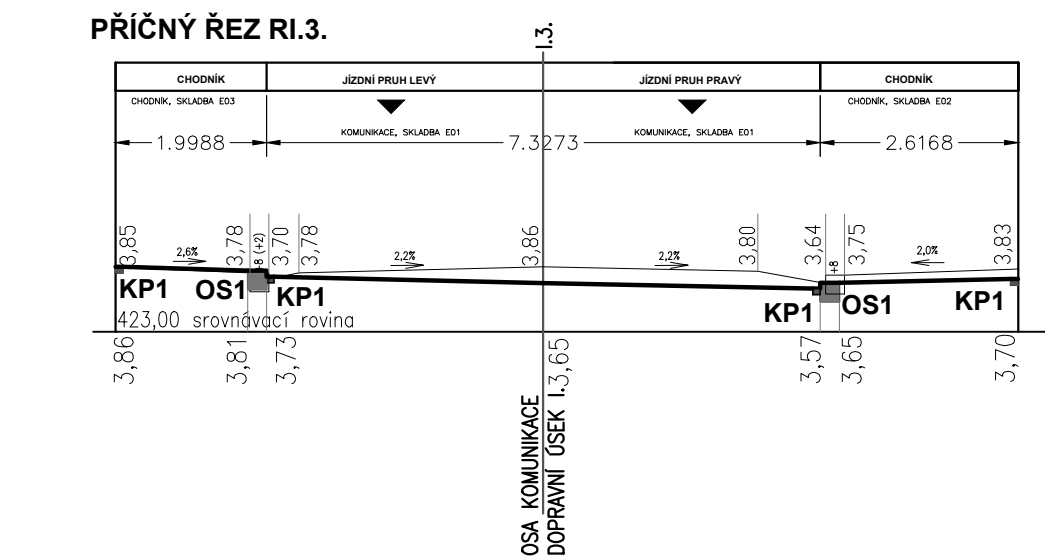 PŘÍČNÝ ŘEZ RI.3.
I.3.
CHODNÍK
JÍZDNÍ PRUH LEVÝ
JÍZDNÍ PRUH PRAVÝ
CHODNÍK
CHODNÍK, SKLADBA E03
CHODNÍK, SKLADBA E02
KOMUNIKACE, SKLADBA E01
KOMUNIKACE, SKLADBA E01
1.9988
7.3273
2.6168
3,85
3,78
-8 (+2)
3,70
3,78
3,86
3,80
3,64
+8
3,75
3,83
2,6%
2,2%
2,2%
2,0%
KP1
OS1
KP1
KP1
OS1
KP1
423,00 srovnávací rovina
3,86
3,81
3,73
3,65
3,57
3,65
3,70
OSA KOMUNIKACE
DOPRAVNÍ ÚSEK I.